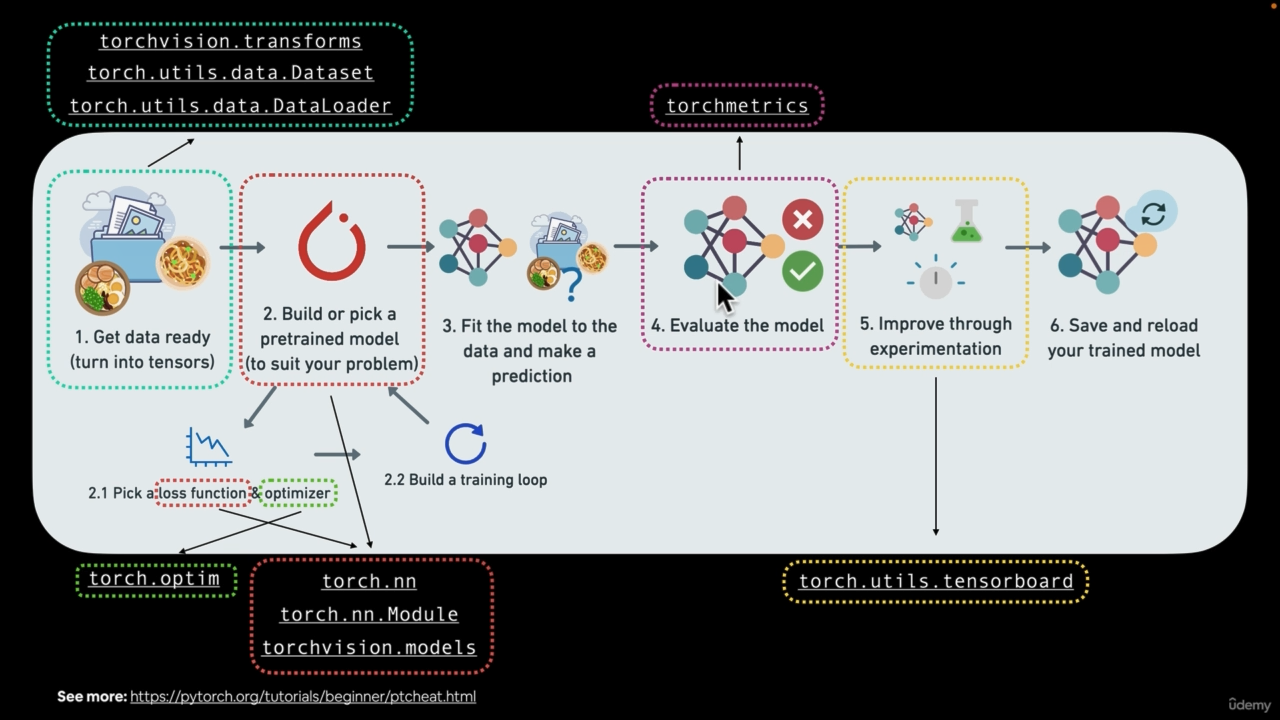 torchvision.transforms
torch.utils.data.Dataset
torch.utils.data.DataLoader
torchmetrics
1. Get data ready
(turn into tensors)
2. Build or pick a
pretrained model
(to suit your problem)
3. Fit the model to the
data and make a
prediction
4. Evaluate the model
5. Improve through
experimentation
6. Save and reload
your trained model
2.1 Pick a loss function & optimizer
2.2 Build a training loop
torch.optim
torch.nn
torch.nn.Module
torchvision.models
torch.utils.tensorboard
See more: https://pytorch.org/tutorials/beginner/ptcheat.html
udemy